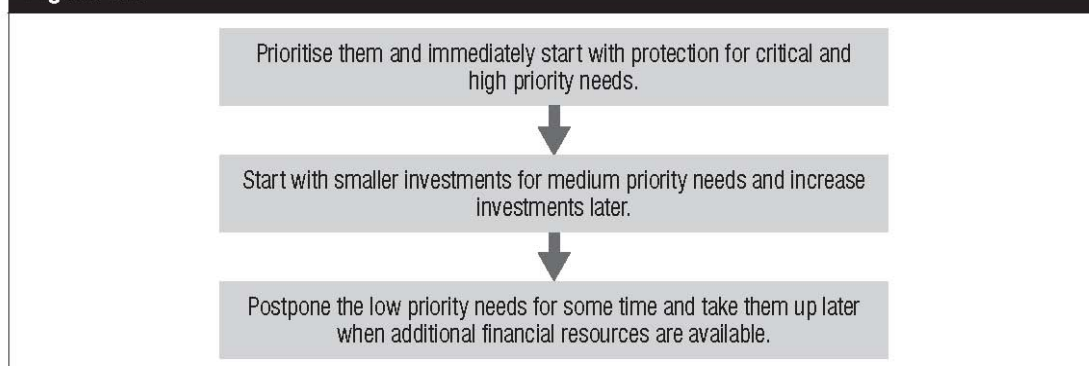 Prioritise them and immediately start with protection for critical and
high priority needs.
Start with smaller investments for medium priority needs and increase
investments later.
Postpone the low priority needs for some time and take them up later
when additional financial resources are available.